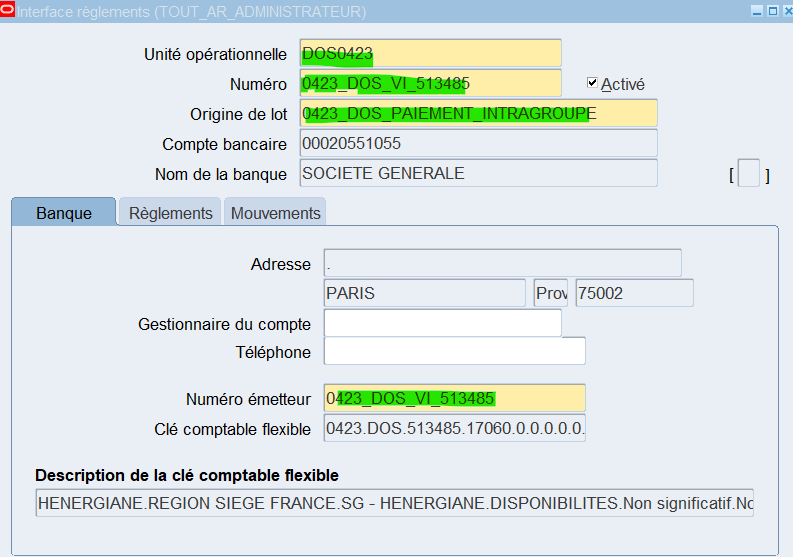 Interface règlements (TOUT_AR_ADMINISTRATEUR)
Unité opérationnelle DOS0423
Numéro 0423_DOS_VI_513485 Activé
Origine de lot 0423_DOS_PAIEMENT_INTRAGROUPE
Compte bancaire 00020551055
Nom de la banque SOCIETE GENERALE [ ]
Banque Règlements Mouvements
Adresse .
PARIS Prov 75002
Gestionnaire du compte
Téléphone
Numéro émetteur 0423_DOS_VI_513485
Clé comptable flexible 0423.DOS.513485.17060.0.0.0.0.0.
Description de la clé comptable flexible
HENERGIANE.REGION SIEGE FRANCE.SG - HENERGIANE.DISPONIBILITES.Non significatif.No